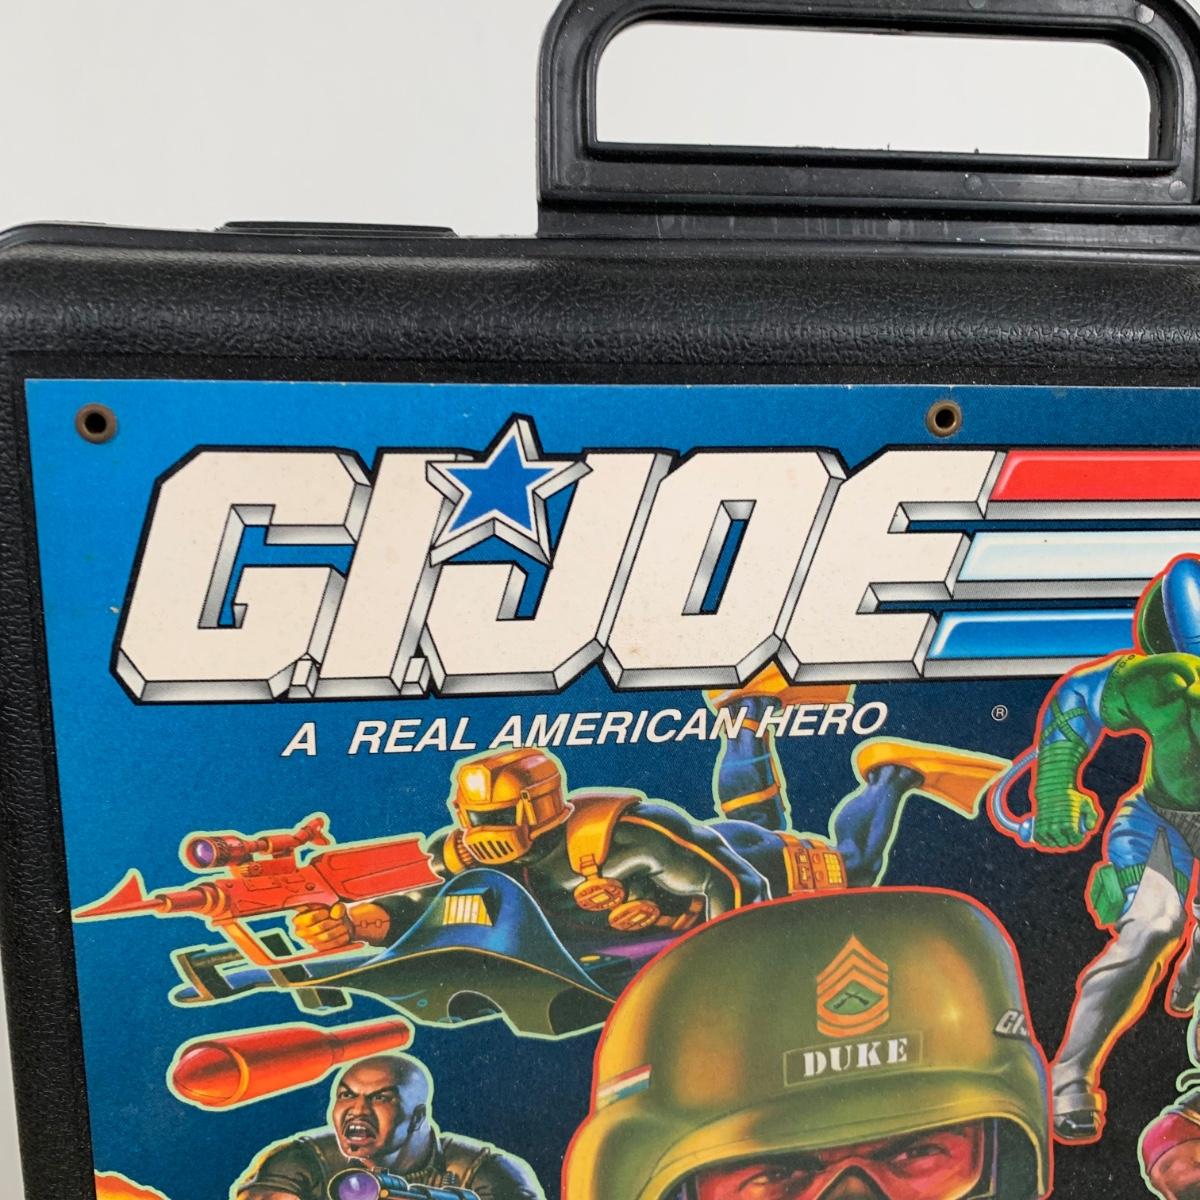 G.I.JOE
A REAL AMERICAN HERO ®
DUKE